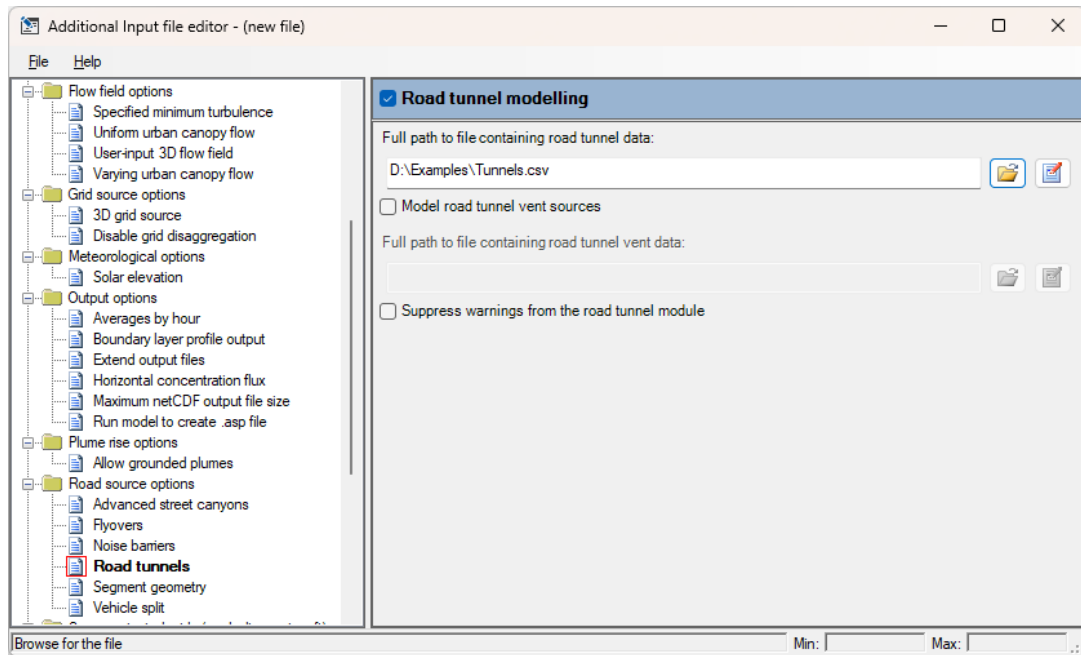 Additional Input file editor - (new file)
File Help
Flow field options
Specified minimum turbulence
Uniform urban canopy flow
User-input 3D flow field
Varying urban canopy flow
Grid source options
3D grid source
Disable grid disaggregation
Meteorological options
Solar elevation
Output options
Averages by hour
Boundary layer profile output
Extend output files
Horizontal concentration flux
Maximum netCDF output file size
Run model to create .asp file
Plume rise options
Allow grounded plumes
Road source options
Advanced street canyons
Flyovers
Noise barriers
Road tunnels
Segment geometry
Vehicle split
Road tunnel modelling
Full path to file containing road tunnel data:
D:\Examples\Tunnels.csv
Model road tunnel vent sources
Full path to file containing road tunnel vent data:
Suppress warnings from the road tunnel module
Browse for the file
Min:
Max: